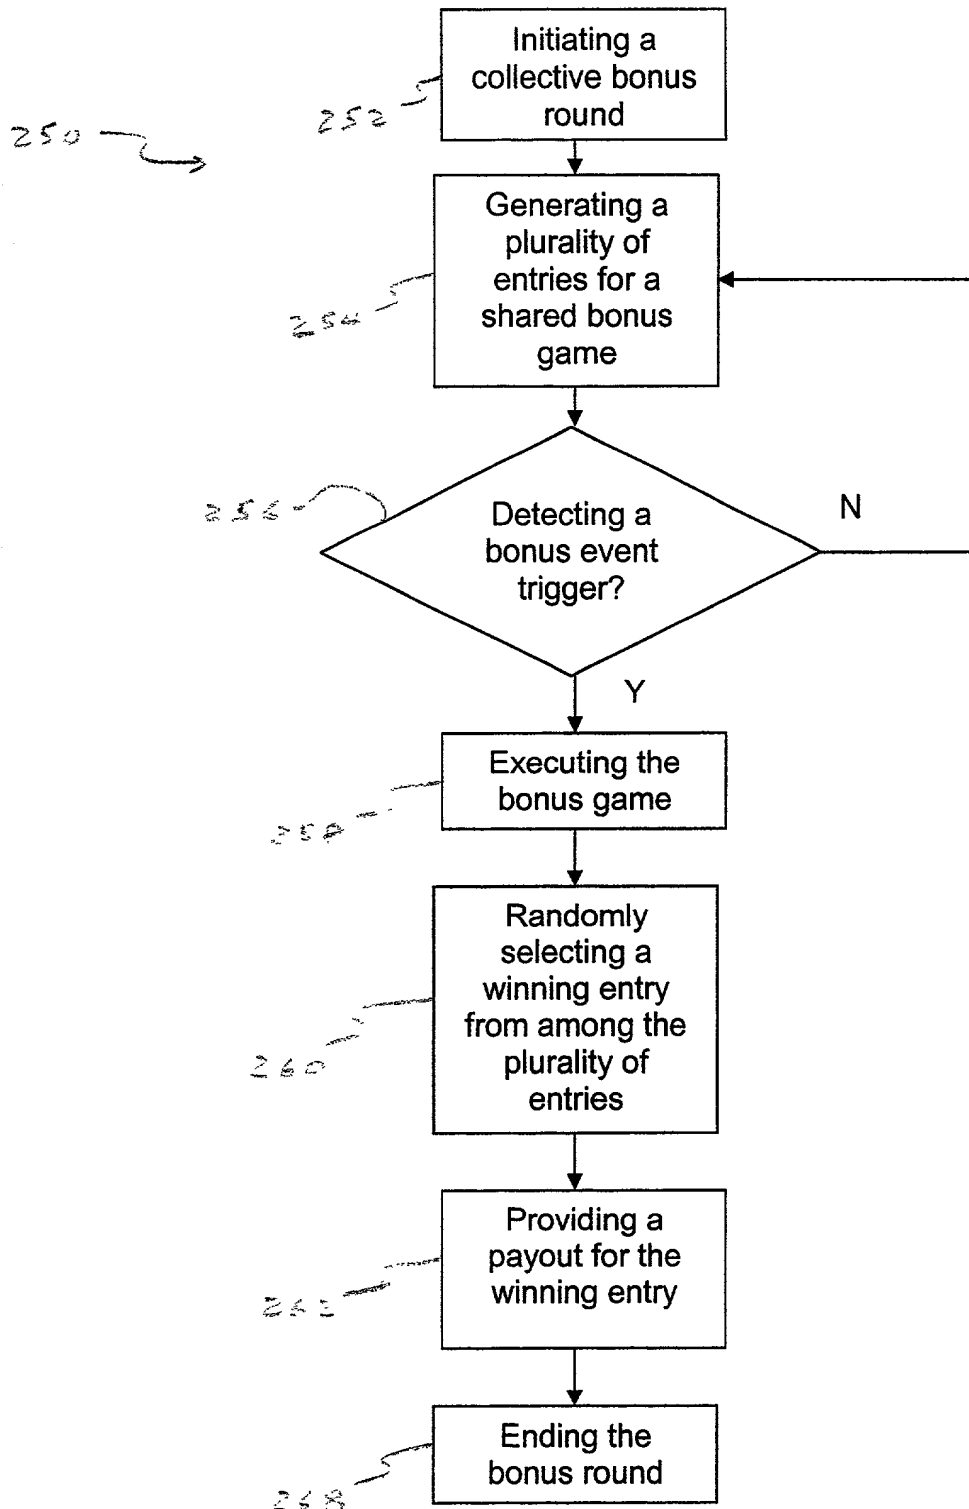 Initiating a
collective bonus
round
252
250
Generating a
plurality of
entries for a
shared bonus
game
254
256
Detecting a
bonus event
trigger?
N
Y
Executing the
bonus game
258
Randomly
selecting a
winning entry
from among the
plurality of
entries
260
Providing a
payout for the
winning entry
262
Ending the
bonus round
268